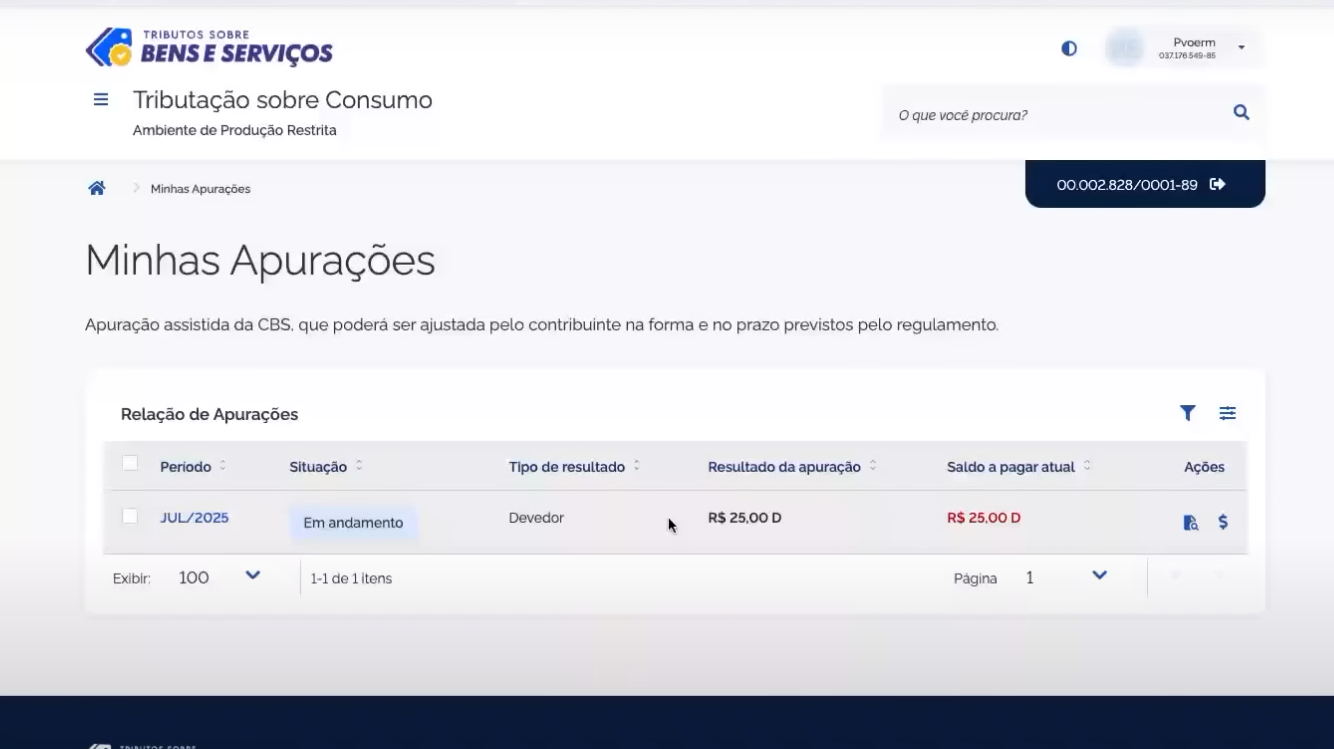 TRIBUTOS SOBRE
BENS E SERVIÇOS
Pvoerm
037.176.549-85
Tributação sobre Consumo
Ambiente de Produção Restrita
O que você procura?
Minhas Apurações
00.002.828/0001-89
Minhas Apurações
Apuração assistida da CBS, que poderá ser ajustada pelo contribuinte na forma e no prazo previstos pelo regulamento.
Relação de Apurações
Período Situação Tipo de resultado Resultado da apuração Saldo a pagar atual Ações
JUL/2025 Em andamento Devedor R$ 25,00 D R$ 25,00 D
Exibir: 100 1-1 de 1 itens Página 1
TRIBUTOS SOBRE